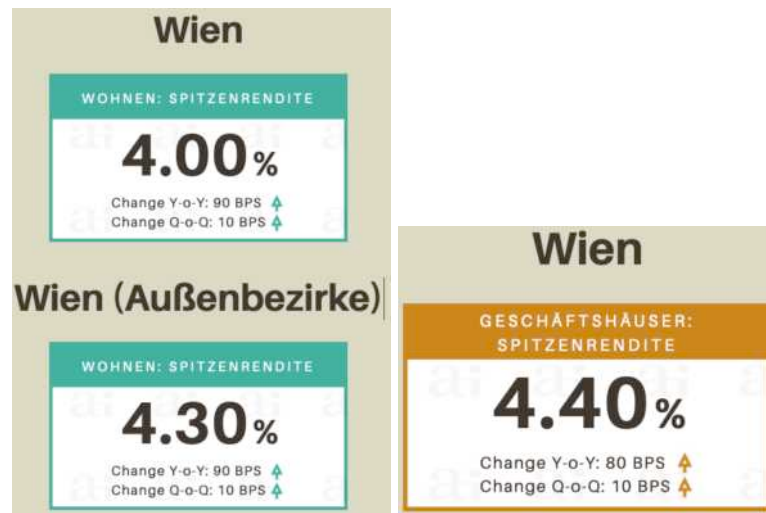 Wien
WOHNEN: SPITZENRENDITE
4.00%
Change Y-o-Y: 90 BPS
Change Q-o-Q: 10 BPS
Wien (Außenbezirke)
WOHNEN: SPITZENRENDITE
4.30%
Change Y-o-Y: 90 BPS
Change Q-o-Q: 10 BPS
Wien
GESCHÄFTSHÄUSER:
SPITZENRENDITE
4.40%
Change Y-o-Y: 80 BPS
Change Q-o-Q: 10 BPS